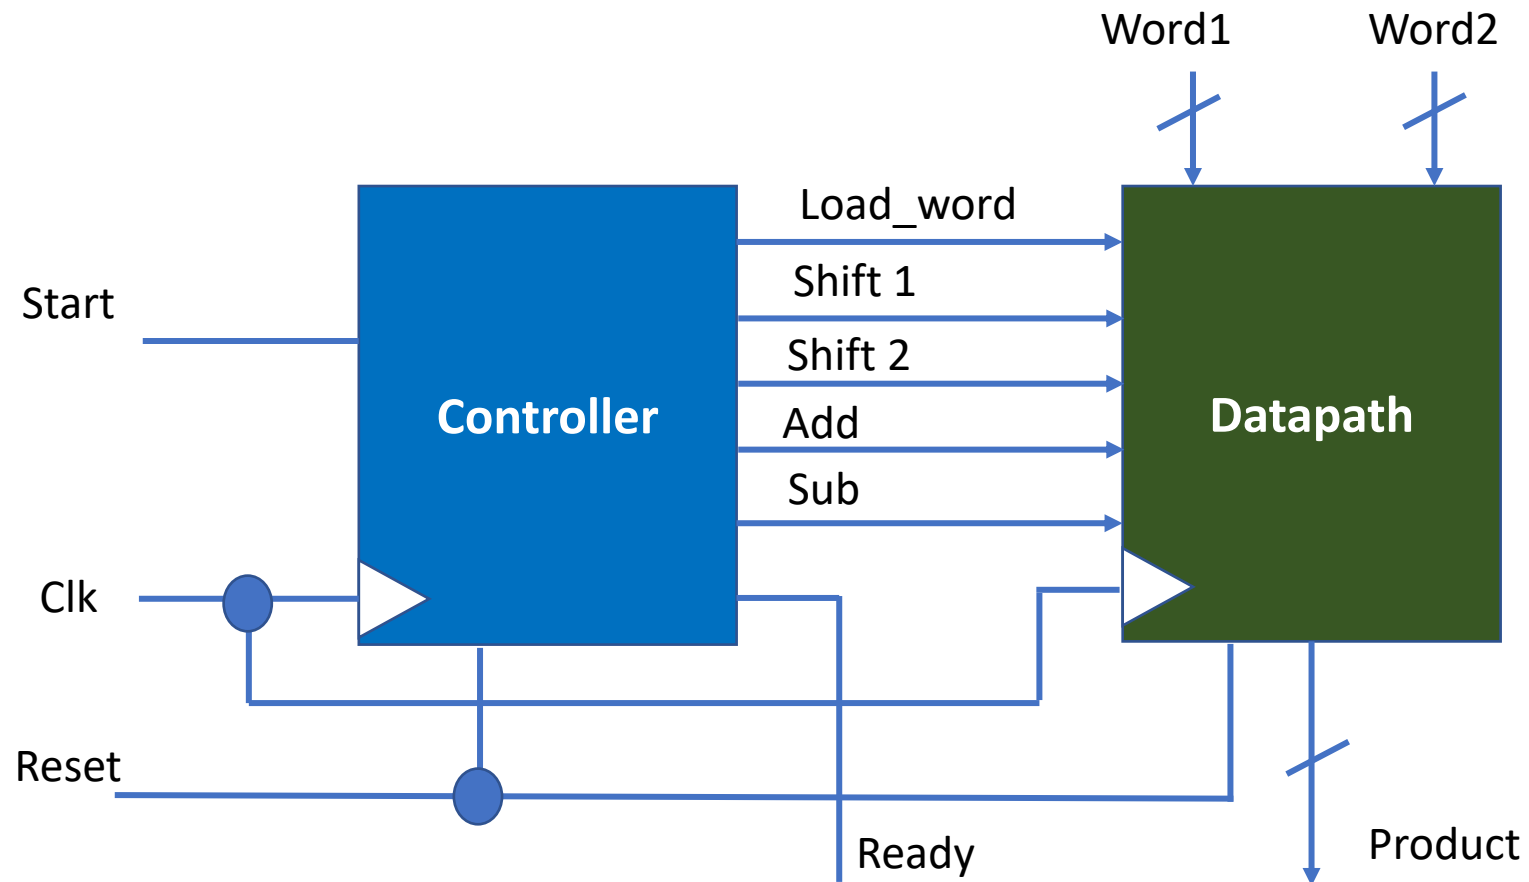 Word1
Word2
Load_word
Shift 1
Start
Shift 2
Controller
Datapath
Add
Sub
Clk
Reset
Ready
Product